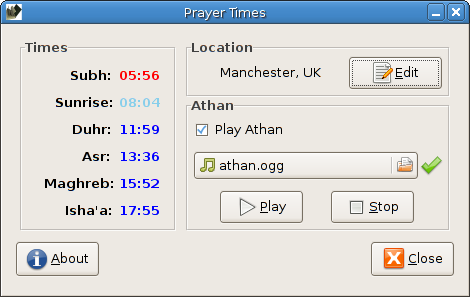 Prayer Times
Times
Subh: 05:56
Sunrise: 08:04
Duhr: 11:59
Asr: 13:36
Maghreb: 15:52
Isha'a: 17:55
Location
Manchester, UK
Edit
Athan
Play Athan
athan.ogg
Play
Stop
About
Close